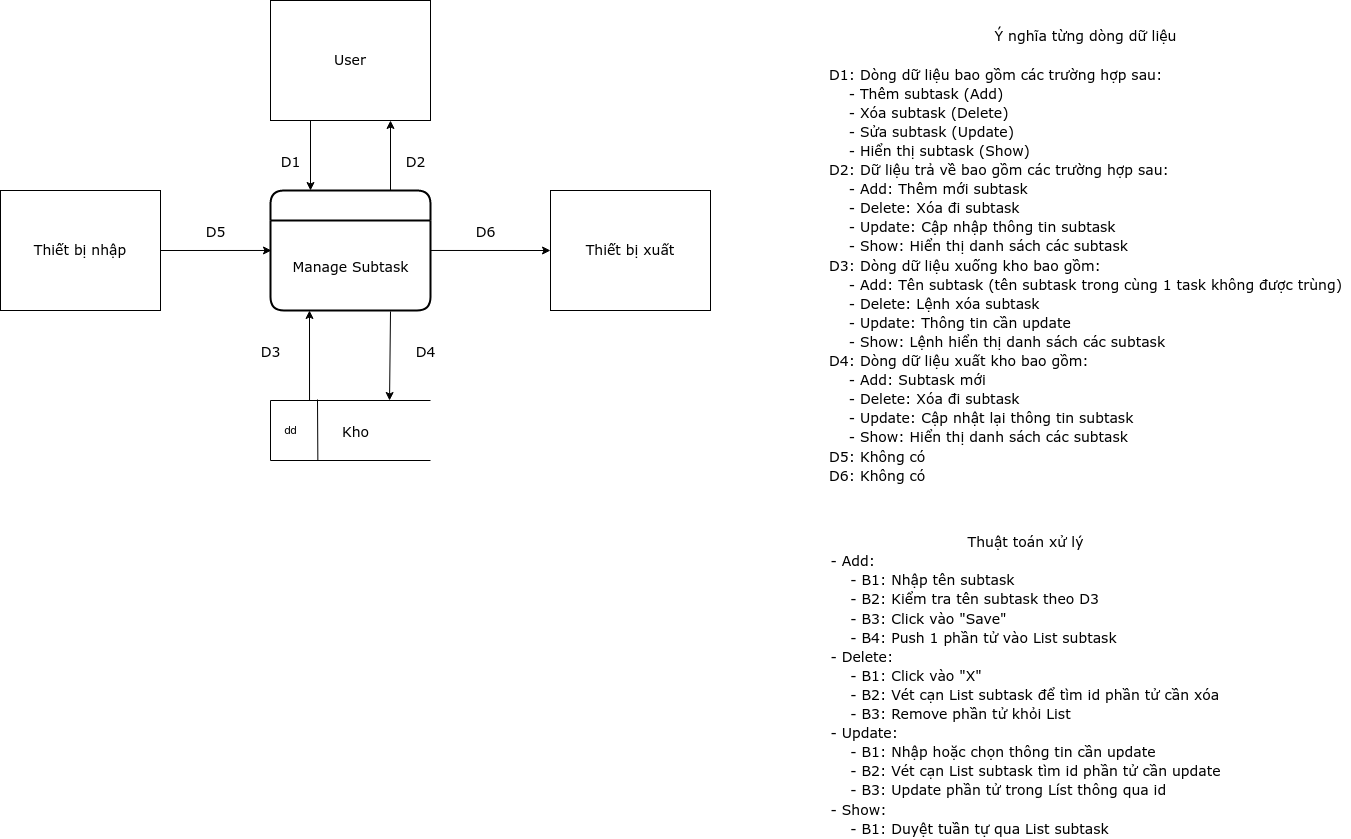 User
D1
D2
Thiết bị nhập
D5
Manage Subtask
D6
Thiết bị xuất
D3
D4
dd
Kho
Ý nghĩa từng dòng dữ liệu
D1: Dòng dữ liệu bao gồm các trường hợp sau:
- Thêm subtask (Add)
- Xóa subtask (Delete)
- Sửa subtask (Update)
- Hiển thị subtask (Show)
D2: Dữ liệu trả về bao gồm các trường hợp sau:
- Add: Thêm mới subtask
- Delete: Xóa đi subtask
- Update: Cập nhập thông tin subtask
- Show: Hiển thị danh sách các subtask
D3: Dòng dữ liệu xuống kho bao gồm:
- Add: Tên subtask (tên subtask trong cùng 1 task không được trùng)
- Delete: Lệnh xóa subtask
- Update: Thông tin cần update
- Show: Lệnh hiển thị danh sách các subtask
D4: Dòng dữ liệu xuất kho bao gồm:
- Add: Subtask mới
- Delete: Xóa đi subtask
- Update: Cập nhật lại thông tin subtask
- Show: Hiển thị danh sách các subtask
D5: Không có
D6: Không có
Thuật toán xử lý
- Add:
- B1: Nhập tên subtask
- B2: Kiểm tra tên subtask theo D3
- B3: Click vào "Save"
- B4: Push 1 phần tử vào List subtask
- Delete:
- B1: Click vào "X"
- B2: Vét cạn List subtask để tìm id phần tử cần xóa
- B3: Remove phần tử khỏi List
- Update:
- B1: Nhập hoặc chọn thông tin cần update
- B2: Vét cạn List subtask tìm id phần tử cần update
- B3: Update phần tử trong Líst thông qua id
- Show:
- B1: Duyệt tuần tự qua List subtask